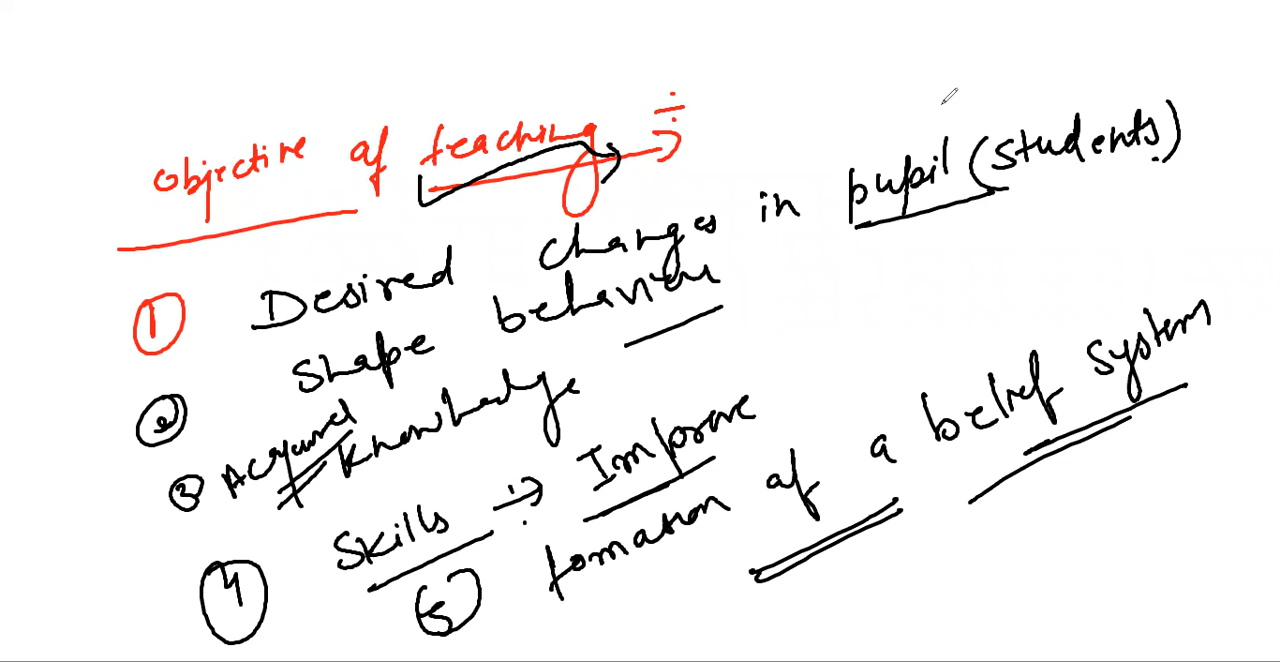 objective of teaching :-
① Desired changes in pupil (students)
② Shape behaviour
③ Acquired knowledge
④ Skills → Improve
⑤ formation of a belief system